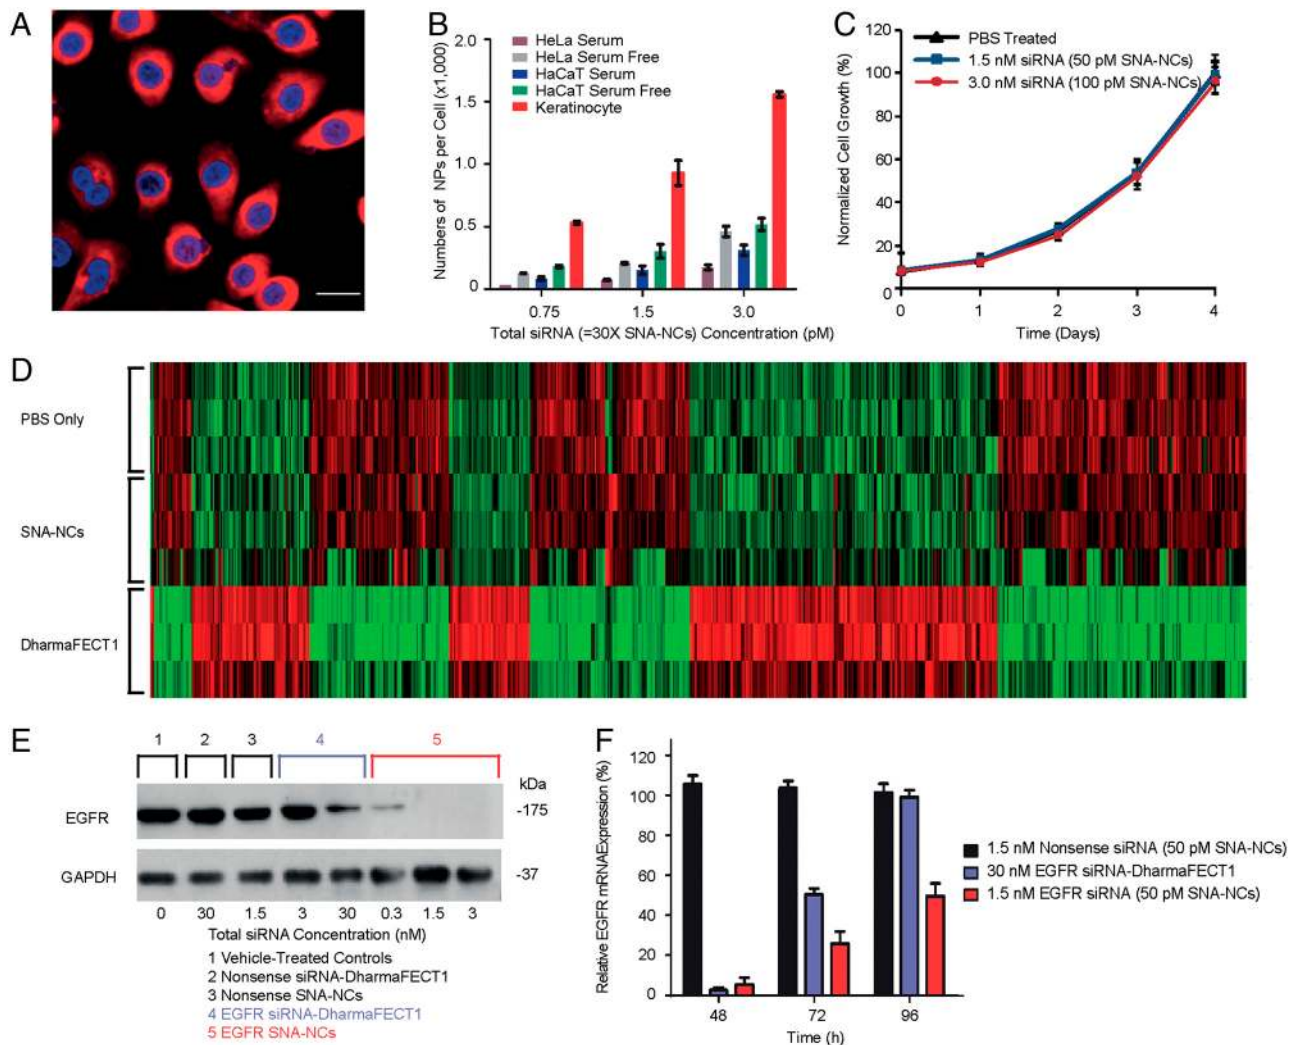 A
B
2.0
1.5
1.0
0.5
0
Numbers of NPs per Cell (x1,000)
HeLa Serum
HeLa Serum Free
HaCaT Serum
HaCaT Serum Free
Keratinocyte
0.75 1.5 3.0
Total siRNA (=30X SNA-NCs) Concentration (pM)
C
120
100
80
60
40
20
0
Normalized Cell Growth (%)
PBS Treated
1.5 nM siRNA (50 pM SNA-NCs)
3.0 nM siRNA (100 pM SNA-NCs)
0 1 2 3 4
Time (Days)
D
PBS Only
SNA-NCs
DharmaFECT1
E
1 2 3 4 5
kDa
EGFR
-175
GAPDH
-37
0 30 1.5 3 30 0.3 1.5 3
Total siRNA Concentration (nM)
1 Vehicle-Treated Controls
2 Nonsense siRNA-DharmaFECT1
3 Nonsense SNA-NCs
4 EGFR siRNA-DharmaFECT1
5 EGFR SNA-NCs
F
120
100
80
60
40
20
0
Relative EGFR mRNAExpression (%)
48 72 96
Time (h)
1.5 nM Nonsense siRNA (50 pM SNA-NCs)
30 nM EGFR siRNA-DharmaFECT1
1.5 nM EGFR siRNA (50 pM SNA-NCs)